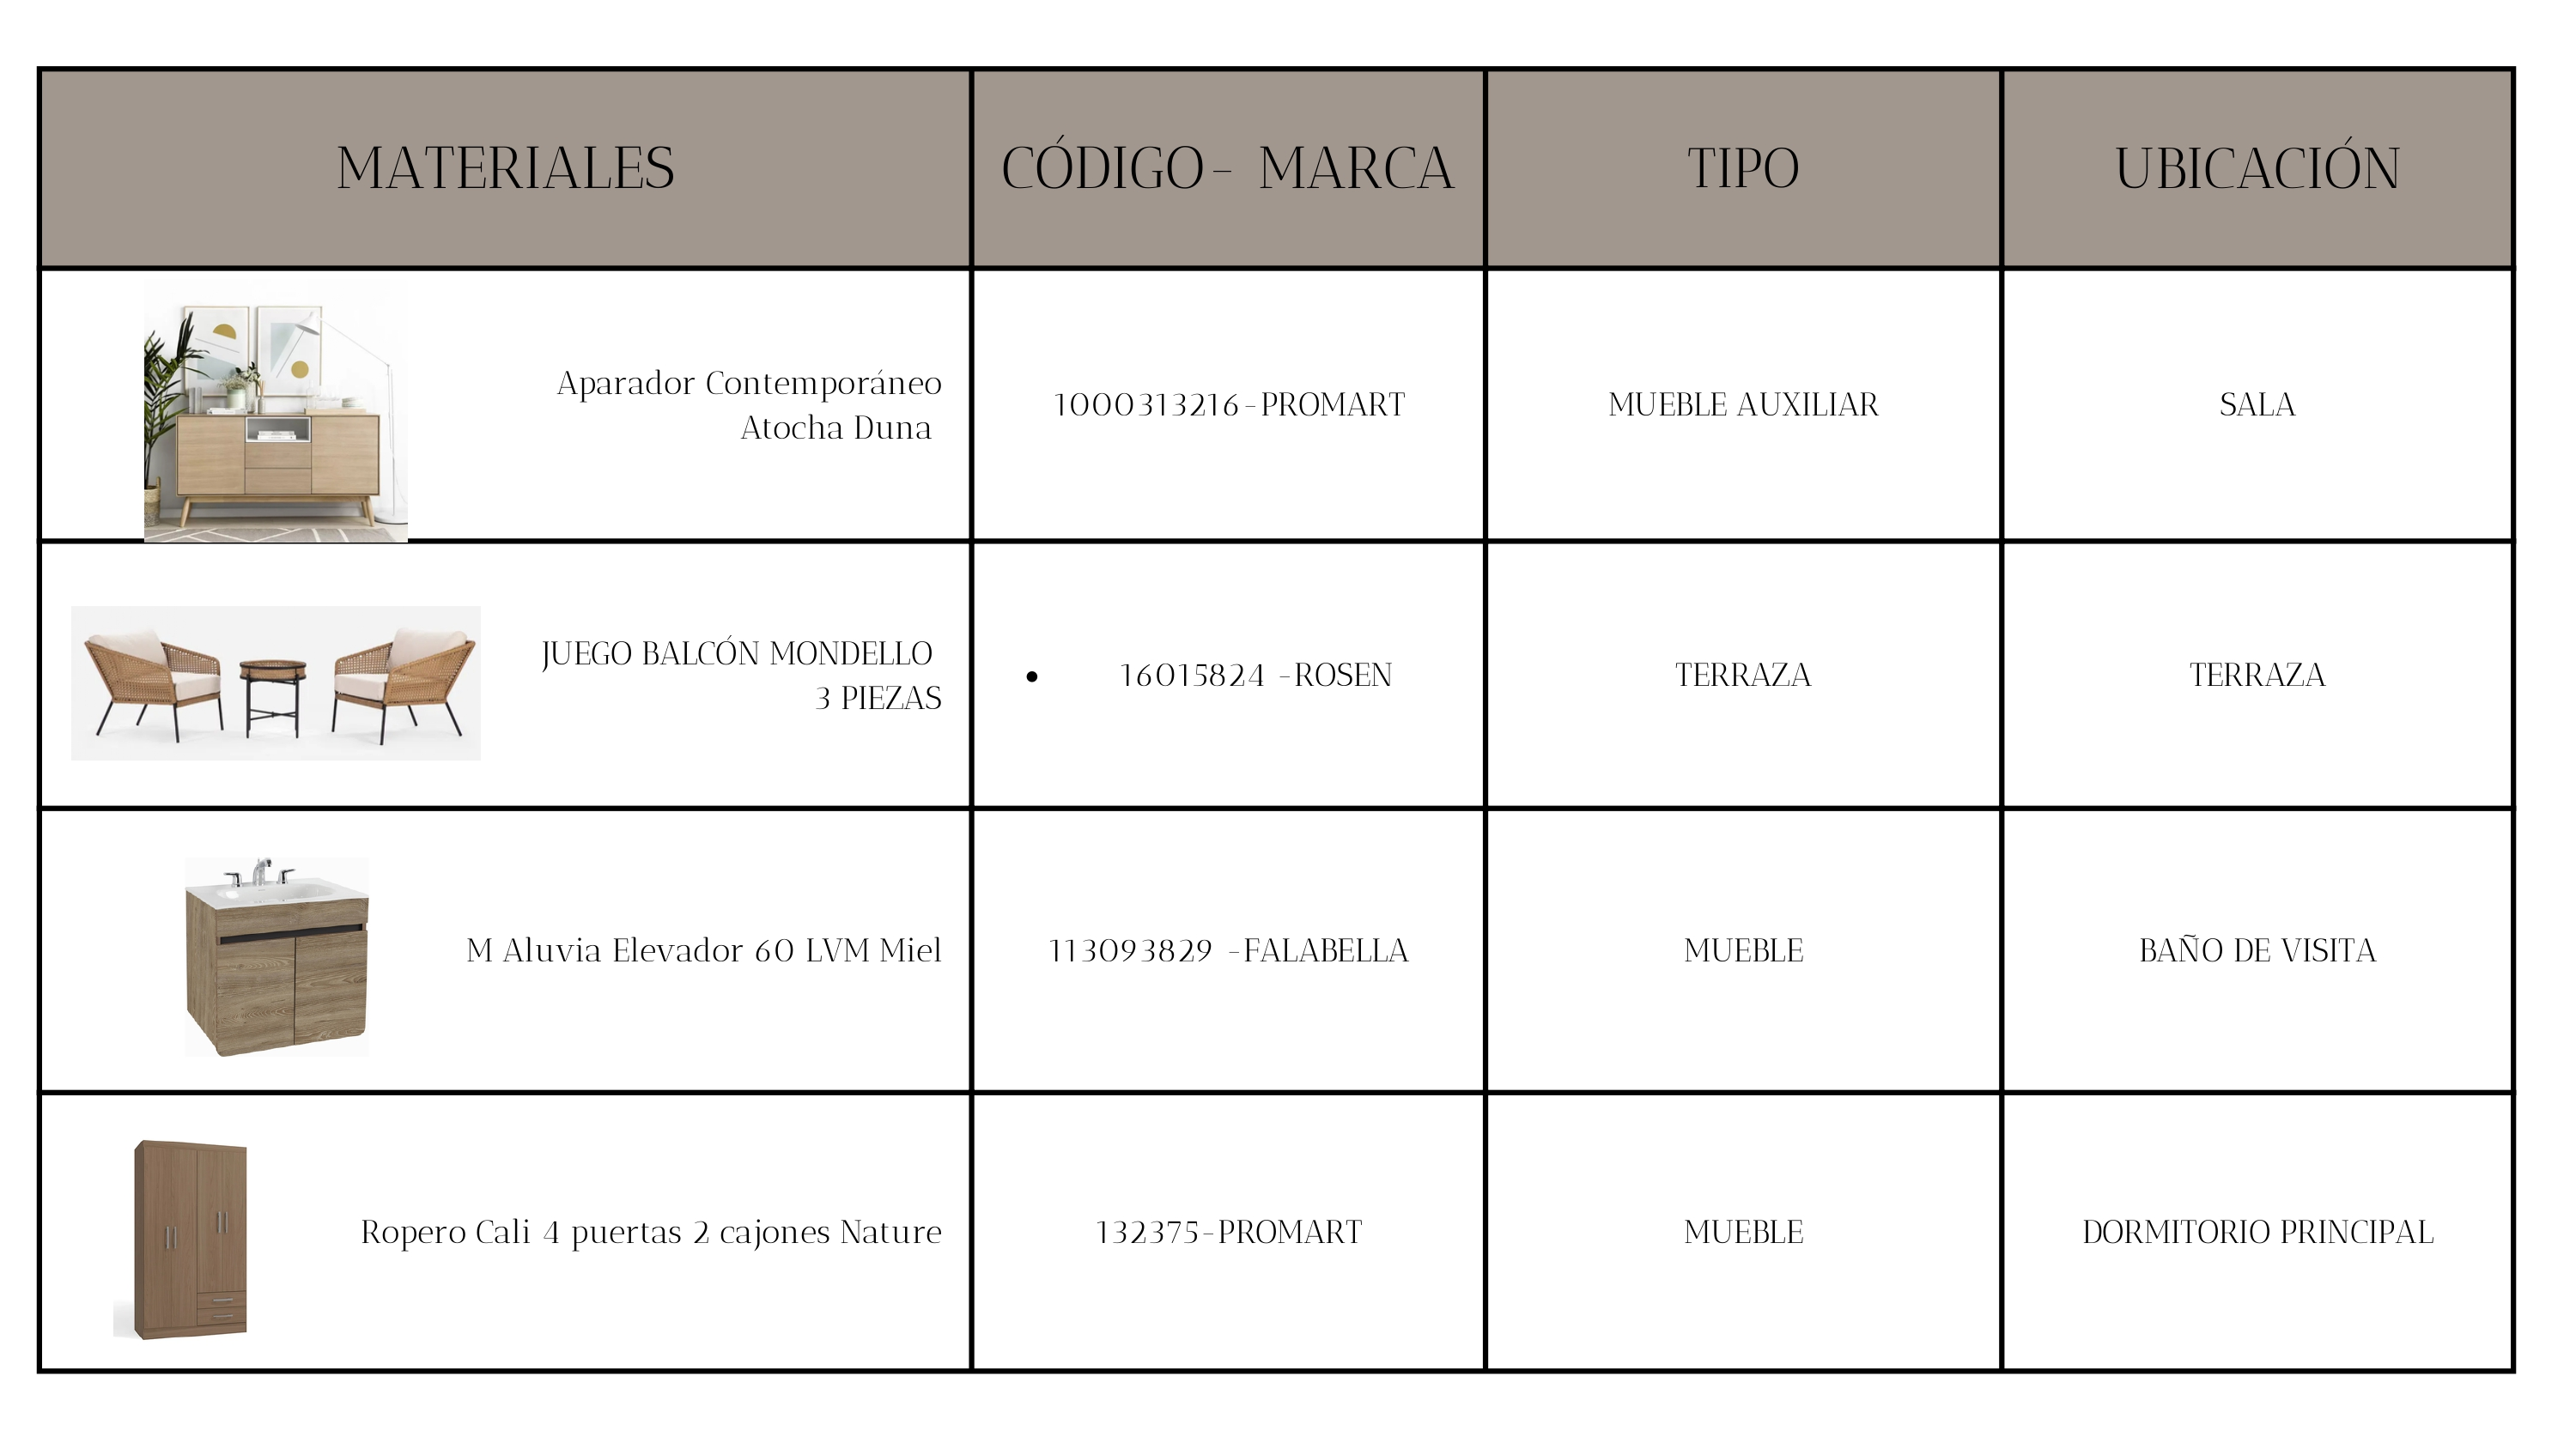 MATERIALES
CÓDIGO- MARCA
TIPO
UBICACIÓN
Aparador Contemporáneo
Atocha Duna
1000313216-PROMART
MUEBLE AUXILIAR
SALA
JUEGO BALCÓN MONDELLO
3 PIEZAS
• 16015824 -ROSEN
TERRAZA
TERRAZA
M Aluvia Elevador 60 LVM Miel
113093829 -FALABELLA
MUEBLE
BAÑO DE VISITA
Ropero Cali 4 puertas 2 cajones Nature
132375-PROMART
MUEBLE
DORMITORIO PRINCIPAL